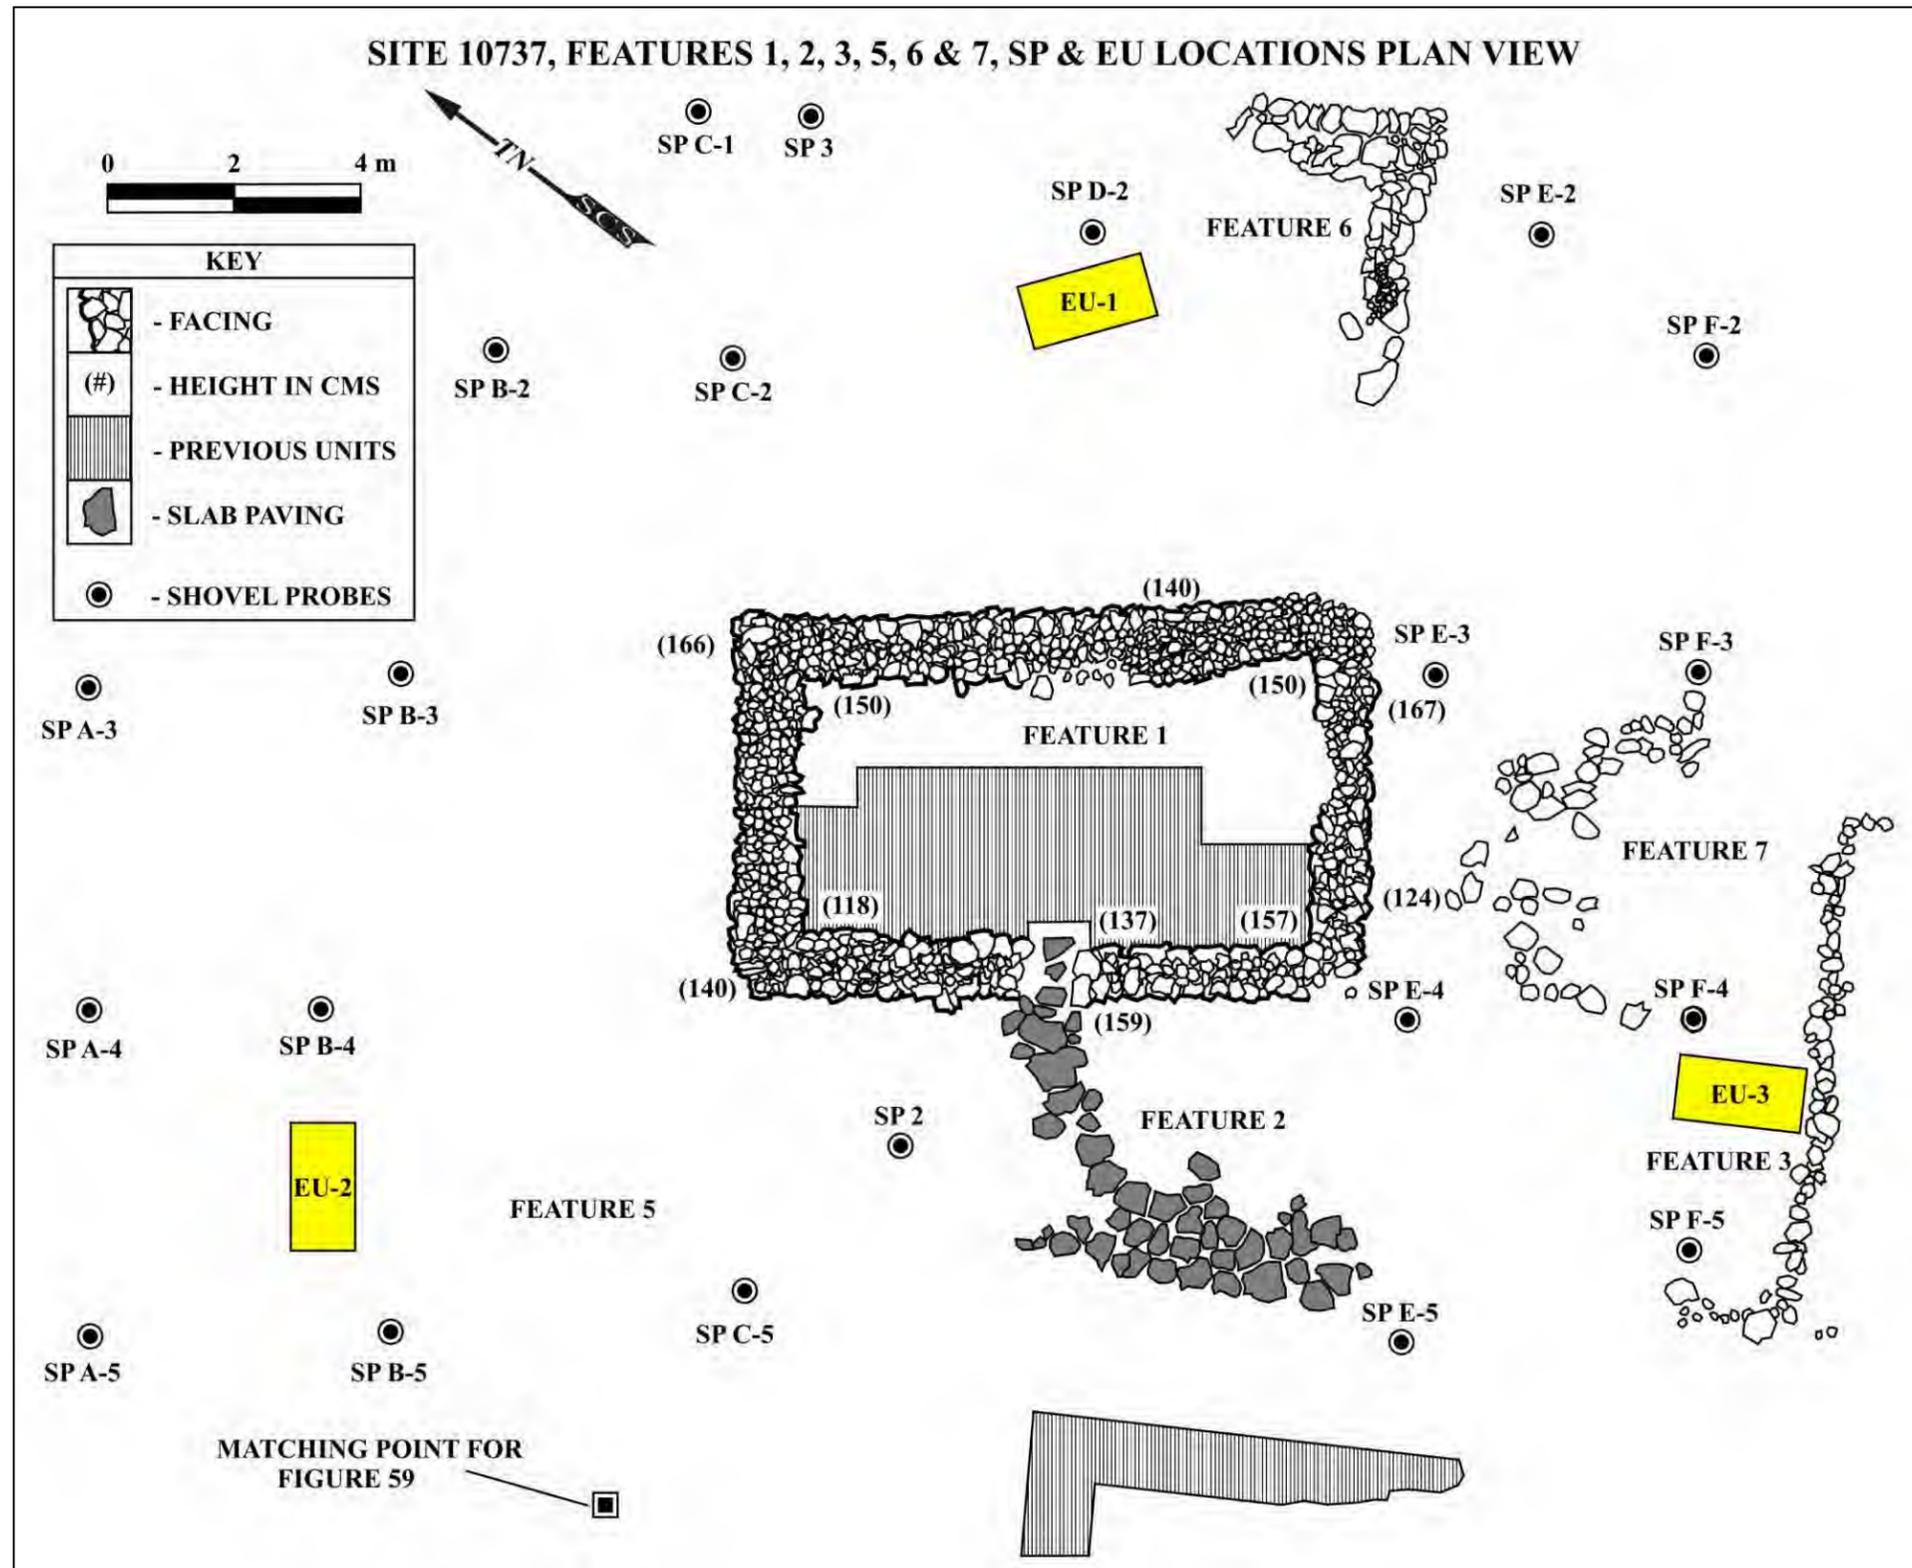 SITE 10737, FEATURES 1, 2, 3, 5, 6 & 7, SP & EU LOCATIONS PLAN VIEW
0 2 4 m
TN
SCS
KEY
- FACING
(#) - HEIGHT IN CMS
- PREVIOUS UNITS
- SLAB PAVING
- SHOVEL PROBES
SP C-1
SP 3
SP D-2
SP E-2
FEATURE 6
EU-1
SP F-2
SP B-2
SP C-2
(140)
(166)
SP E-3
SP F-3
(150)
(150)
(167)
SP A-3
SP B-3
FEATURE 1
FEATURE 7
(118)
(137)
(157)
(124)
(140)
SP E-4
SP F-4
(159)
SP A-4
SP B-4
EU-3
SP 2
FEATURE 2
FEATURE 3
EU-2
FEATURE 5
SP F-5
SP E-5
SP C-5
SP A-5
SP B-5
MATCHING POINT FOR
FIGURE 59